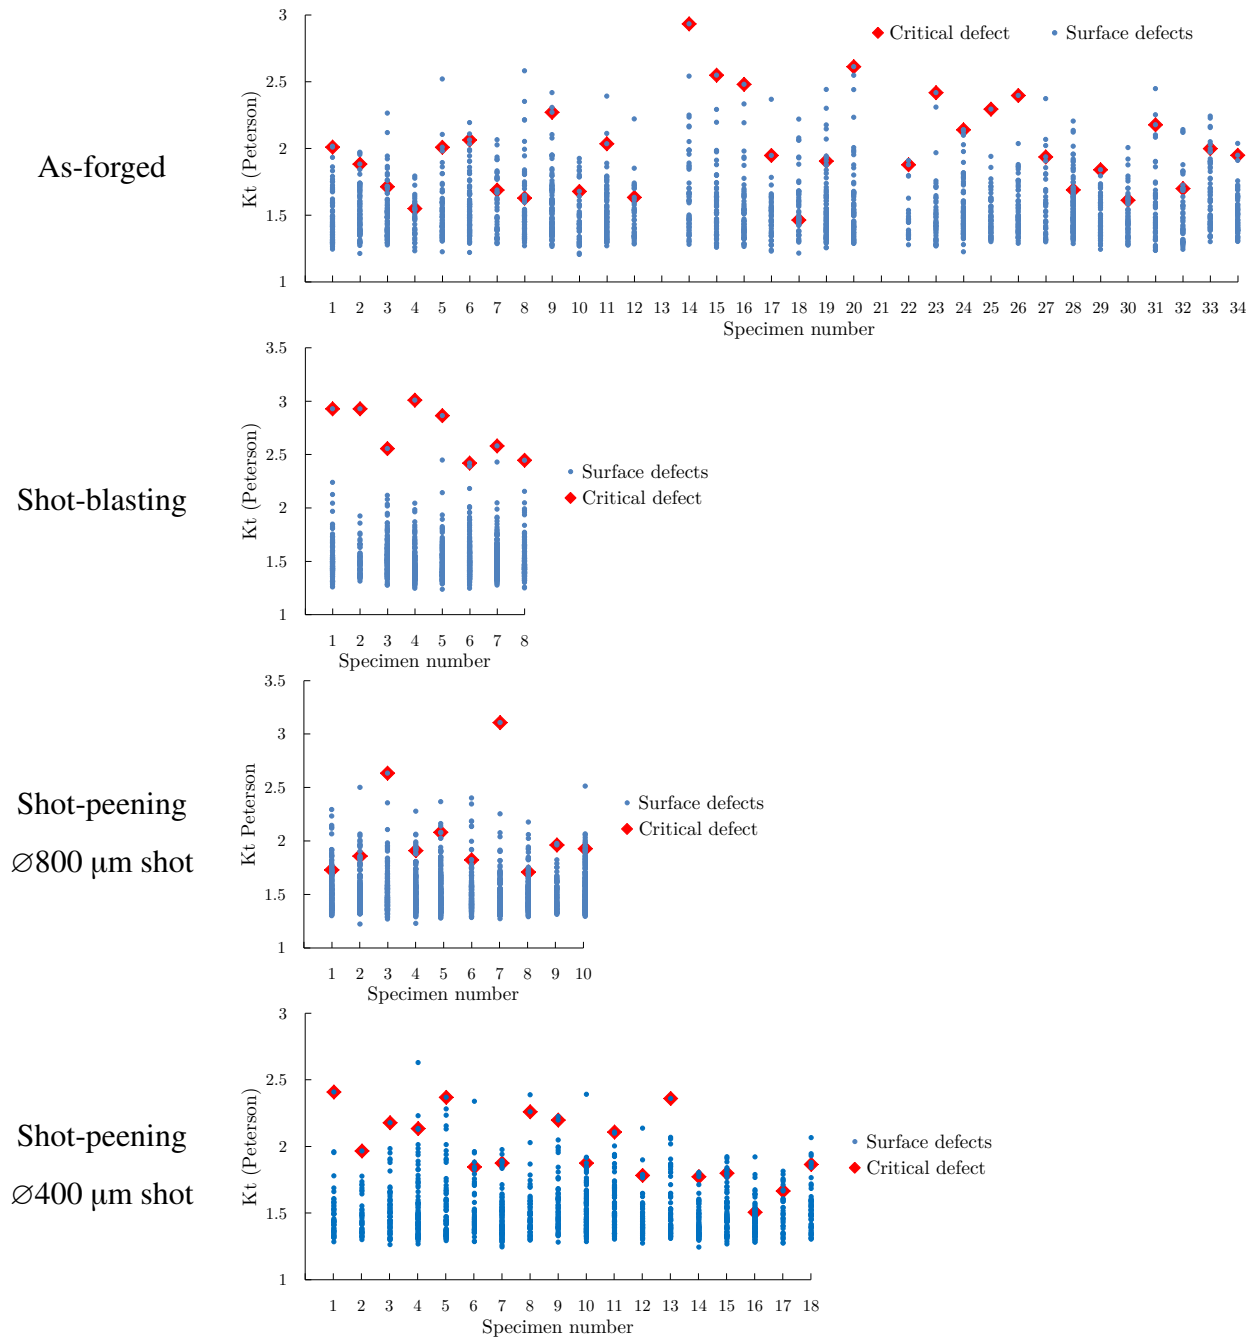 3
2.5
2
1.5
1
Kt (Peterson)
As-forged
Critical defect Surface defects
1 2 3 4 5 6 7 8 9 10 11 12 13 14 15 16 17 18 19 20 21 22 23 24 25 26 27 28 29 30 31 32 33 34
Specimen number
3.5
3
2.5
2
1.5
1
Kt (Peterson)
Shot-blasting
Surface defects
Critical defect
1 2 3 4 5 6 7 8
Specimen number
3.5
3
2.5
2
1.5
1
Kt Peterson
Shot-peening
∅800 µm shot
Surface defects
Critical defect
1 2 3 4 5 6 7 8 9 10
Specimen number
3
2.5
2
1.5
1
Kt (Peterson)
Shot-peening
∅400 µm shot
Surface defects
Critical defect
1 2 3 4 5 6 7 8 9 10 11 12 13 14 15 16 17 18
Specimen number